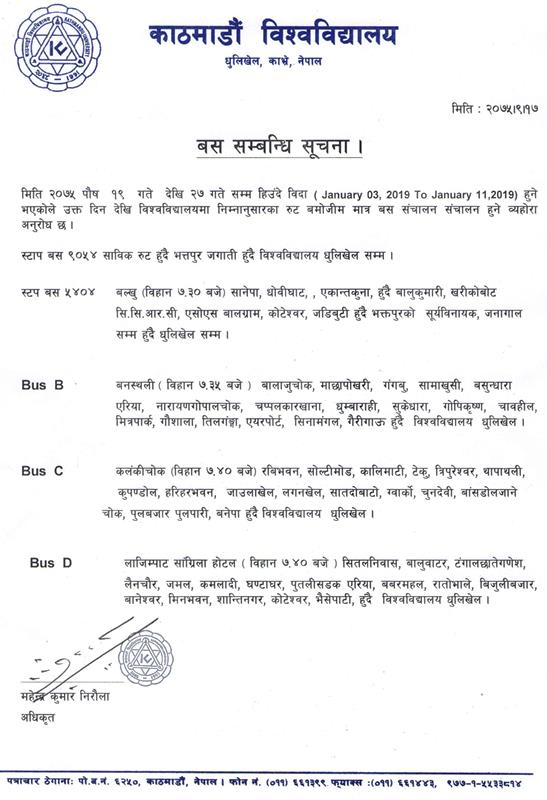 काठमाडौं विश्वविद्यालय
धुलिखेल, काभ्रे, नेपाल
मिति : २०७५।९।१७
बस सम्बन्धि सूचना ।
मिति २०७५ पौष १९ गते देखि २७ गते सम्म हिउंदे विदा ( January 03, 2019 To January 11,2019) हुने
भएकोले उक्त दिन देखि विश्वविद्यालयमा निम्नानुसारका रुट बमोजीम मात्र बस संचालन संचालन हुने व्यहोरा
अनुरोध छ ।
स्टाप बस ९०५४ साविक रुट हुदै भत्तपुर जगाती हुदै विश्वविद्यालय धुलिखेल सम्म ।
स्टप बस ५४०४ बल्खु (विहान ७.३० बजे) सानेपा, धोवीघाट, , एकान्तकुना, हुँदै बालुकुमारी, खरीकोबोट
सि.सि.आर.सी, एसोएस बालग्राम, कोटेश्वर, जडिबुटी हुँदै भक्तपुरको सूर्यविनायक, जनागाल
सम्म हुदै धुलिखेल सम्म ।
Bus B बनस्थली (विहान ७.३५ बजे ) बालाजुचोक, माछापोखरी, गंगबु, सामाखुसी, बसुन्धारा
एरिया, नारायणगोपालचोक, चप्पलकारखाना, धुम्बाराही, सुकेधारा, गोपिकृष्ण, चावहील,
मित्रपार्क, गौशाला, तिलगंङ्गा, एयरपोर्ट, सिनामंगल, गैरीगाऊ हुँदै विश्वविद्यालय धुलिखेल ।
Bus C कलंकीचोक (विहान ७.४० बजे) रबिभवन, सोल्टीमोड, कालिमाटी, टेकु, त्रिपुरेश्वर, थापाथली,
कुपण्डोल, हरिहरभवन, जाउलाखेल, लगनखेल, सातदोबाटो, ग्वार्को, चुनदेवी, बांसडोलजाने
चोक, पुलबजार पुलपारी, बनेपा हुँदै विश्वविद्यालय धुलिखेल ।
Bus D लाजिम्पाट सांग्रिला होटल ( विहान ७.४० बजे ) सितलनिवास, बालुवाटर, टंगालछातेगणेश,
लैनचौर, जमल, कमलादी, घण्टाघर, पुतलीसडक एरिया, बबरमहल, रातोभाले, बिजुलीबजार,
बानेश्वर, मिनभवन, शान्तिनगर, कोटेश्वर, भैसेपाटी, हुँदै विश्वविद्यालय धुलिखेल ।
महेन्द्र कुमार निरौला
अधिकृत
पत्राचार ठेगाना: पो.ब.नं. ६२५०, काठमाडौं, नेपाल । फोन नं. (०११) ६६१३९९ फ्याक्स :(०११) ६६१४४३, ९७७-१-५५३३८१४